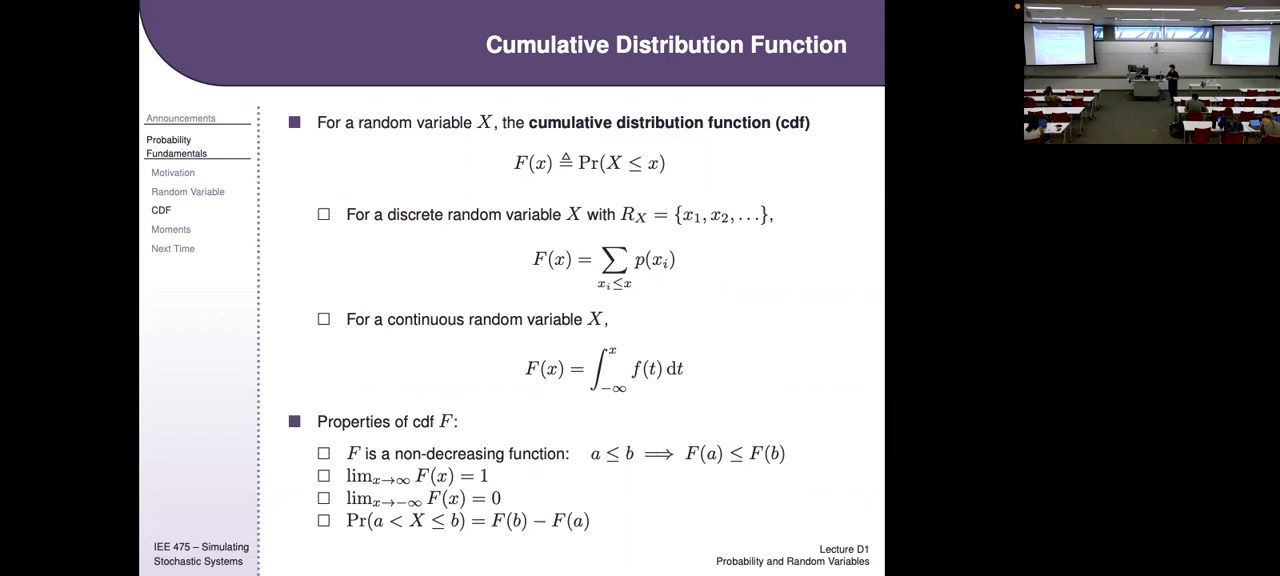 Cumulative Distribution Function
Announcements
Probability
Fundamentals
Motivation
Random Variable
CDF
Moments
Next Time
■ For a random variable X, the cumulative distribution function (cdf)
F(x) ≜ Pr(X ≤ x)
□ For a discrete random variable X with R_X = {x_1, x_2, . . .},
F(x) = ∑_{x_i≤x} p(x_i)
□ For a continuous random variable X,
F(x) = ∫_{−∞}^{x} f(t) dt
■ Properties of cdf F:
□ F is a non-decreasing function: a ≤ b ⟹ F(a) ≤ F(b)
□ lim_{x→∞} F(x) = 1
□ lim_{x→−∞} F(x) = 0
□ Pr(a < X ≤ b) = F(b) − F(a)
IEE 475 – Simulating
Stochastic Systems
Lecture D1
Probability and Random Variables